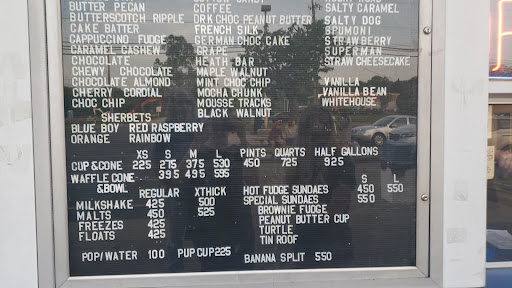 BUTTER PECAN COFFEE SALTY CARAMEL
BUTTERSCOTCH RIPPLE DRK CHOC PEANUT BUTTER SALTY DOG
CAKE BATTER FRENCH SILK SPUMONI
CAPPUCCINO FUDGE GERMAN CHOC CAKE STRAWBERRY
CARAMEL CASHEW GRAPE SUPERMAN
CHOCOLATE HEATH BAR STRAW CHEESECAKE
CHEWY CHOCOLATE MAPLE WALNUT
CHOCOLATE ALMOND MINT CHOC CHIP VANILLA
CHERRY CORDIAL MOCHA CHUNK VANILLA BEAN
CHOC CHIP MOUSSE TRACKS WHITEHOUSE
SHERBETS BLACK WALNUT
BLUE BOY RED RASPBERRY
ORANGE RAINBOW
XS S M L PINTS QUARTS HALF GALLONS
CUP&CONE 225 275 375 530 450 725 925
WAFFLE CONE 395 495 595
&BOWL S L
REGULAR XTHICK HOT FUDGE SUNDAES 450 550
MILKSHAKE 425 500 SPECIAL SUNDAES 550
MALTS 450 525 BROWNIE FUDGE
FREEZES 425 PEANUT BUTTER CUP
FLOATS 425 TURTLE
TIN ROOF
POP/WATER 100 PUP CUP 225 BANANA SPLIT 550